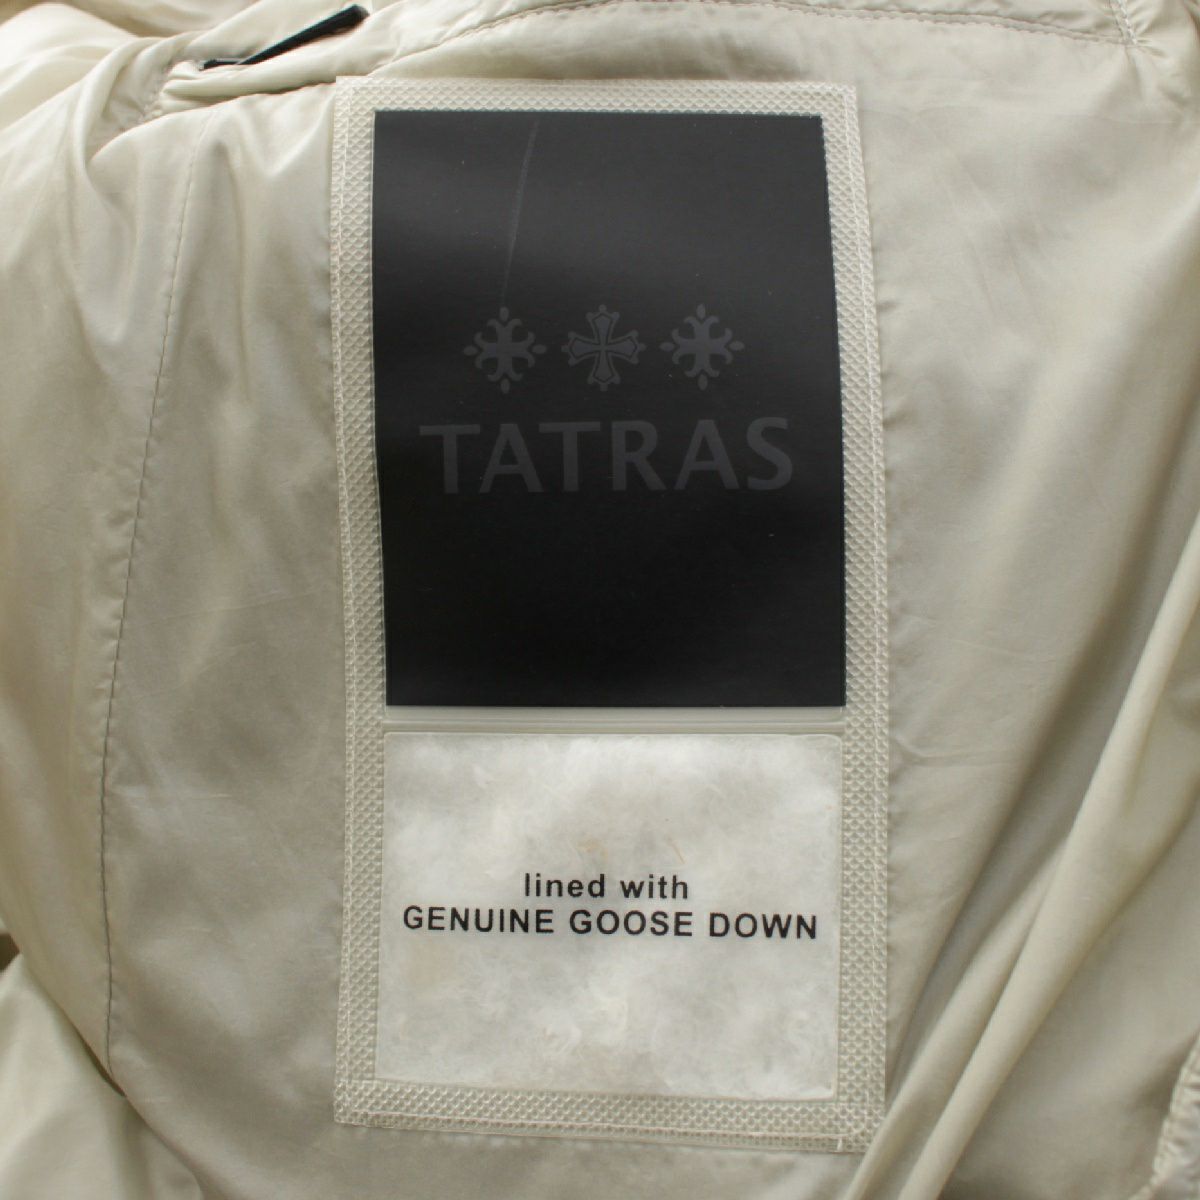 TATRAS
lined with
GENUINE GOOSE DOWN